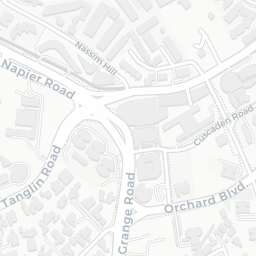 Nassim Hill
Napier Road
Cuscaden Road
Tanglin Road
Grange Road
Orchard Blvd.